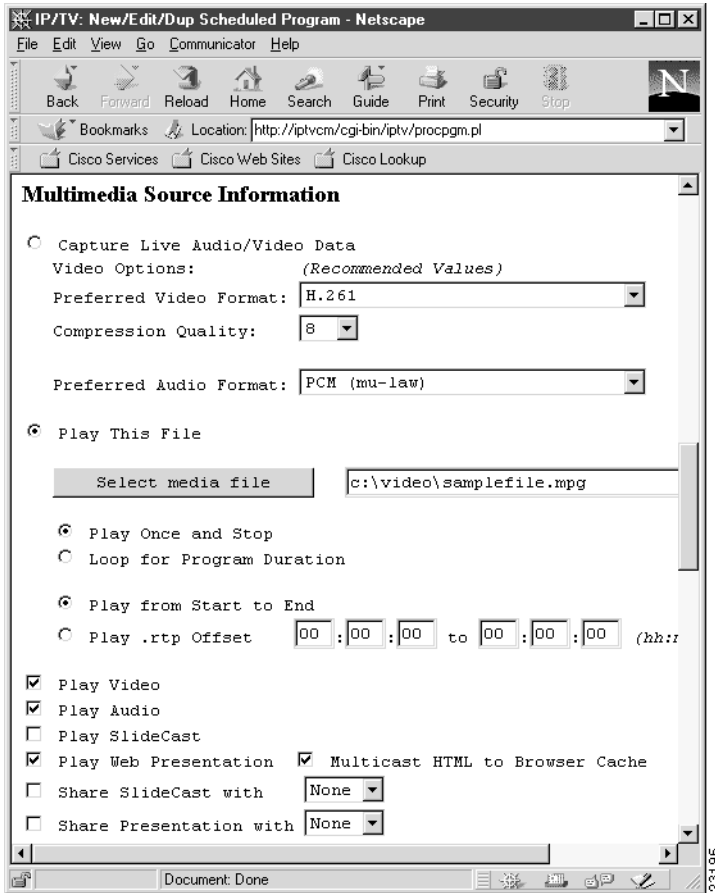 IP/TV: New/Edit/Dup Scheduled Program - Netscape
File Edit View Go Communicator Help
Back Forward Reload Home Search Guide Print Security Stop
N
Bookmarks Location: http://iptvcm/cgi-bin/iptv/procpgm.pl
Cisco Services Cisco Web Sites Cisco Lookup
Multimedia Source Information
Capture Live Audio/Video Data
Video Options: (Recommended Values)
Preferred Video Format: H.261
Compression Quality: 8
Preferred Audio Format: PCM (mu-law)
Play This File
Select media file c:\video\samplefile.mpg
Play Once and Stop
Loop for Program Duration
Play from Start to End
Play .rtp Offset 00 :00 :00 to 00 :00 :00 (hh:
Play Video
Play Audio
Play SlideCast
Play Web Presentation Multicast HTML to Browser Cache
Share SlideCast with None
Share Presentation with None
Document: Done